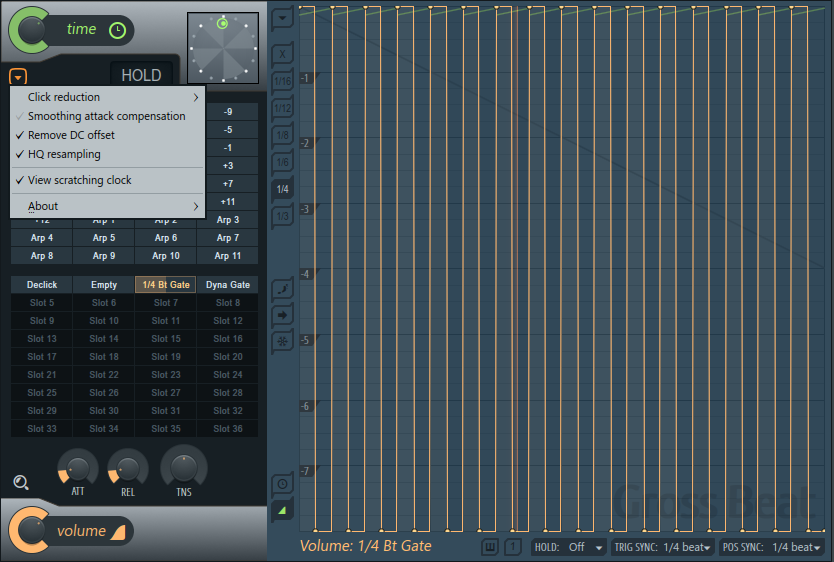 time
HOLD
Click reduction
Smoothing attack compensation
Remove DC offset
HQ resampling
View scratching clock
About
-9
-5
-1
+3
+7
+11
+12 Arp 1 Arp 2 Arp 3
Arp 4 Arp 5 Arp 6 Arp 7
Arp 8 Arp 9 Arp 10 Arp 11
Declick Empty 1/4 Bt Gate Dyna Gate
Slot 5 Slot 6 Slot 7 Slot 8
Slot 9 Slot 10 Slot 11 Slot 12
Slot 13 Slot 14 Slot 15 Slot 16
Slot 17 Slot 18 Slot 19 Slot 20
Slot 21 Slot 22 Slot 23 Slot 24
Slot 25 Slot 26 Slot 27 Slot 28
Slot 29 Slot 30 Slot 31 Slot 32
Slot 33 Slot 34 Slot 35 Slot 36
ATT REL TNS
volume
X
1/16
1/12
1/8
1/6
1/4
1/3
-1
-2
-3
-4
-5
-6
-7
Gross Beat
Volume: 1/4 Bt Gate
1
HOLD: Off
TRIG SYNC: 1/4 beat
POS SYNC: 1/4 beat